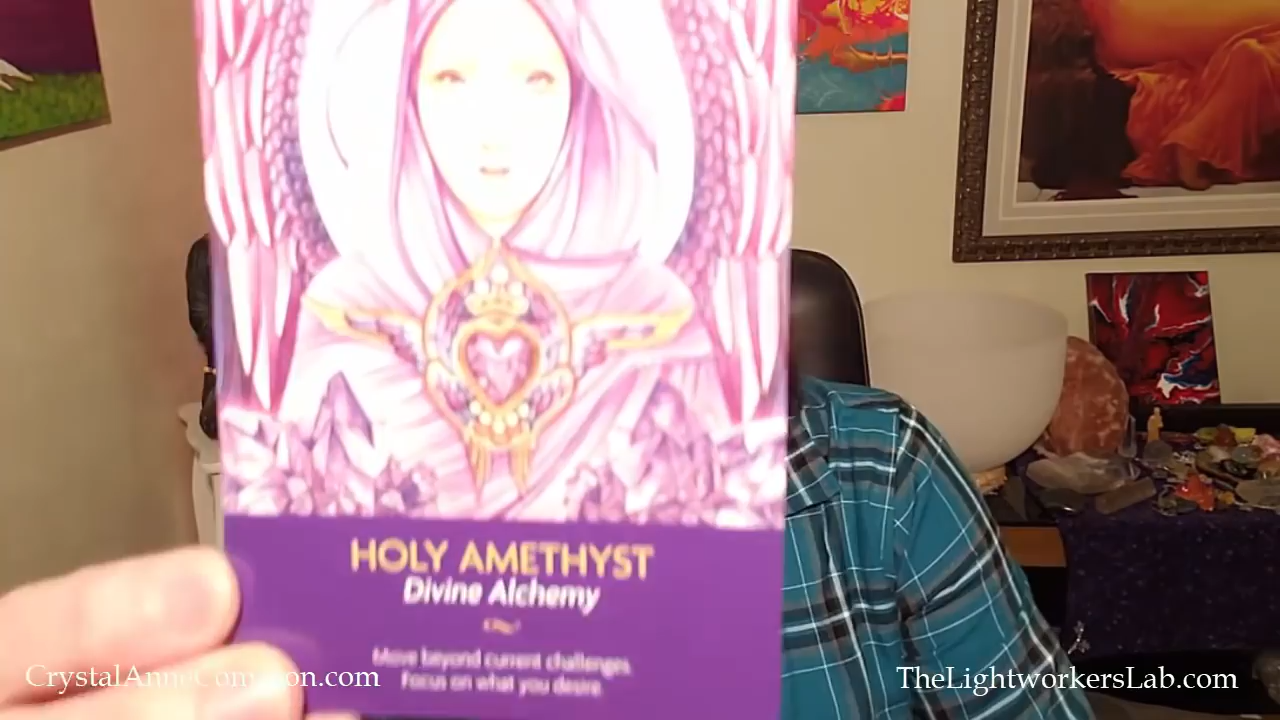 HOLY AMETHYST
Divine Alchemy
Move beyond current challenges.
Focus on what you desire.
TheLightworkersLab.com